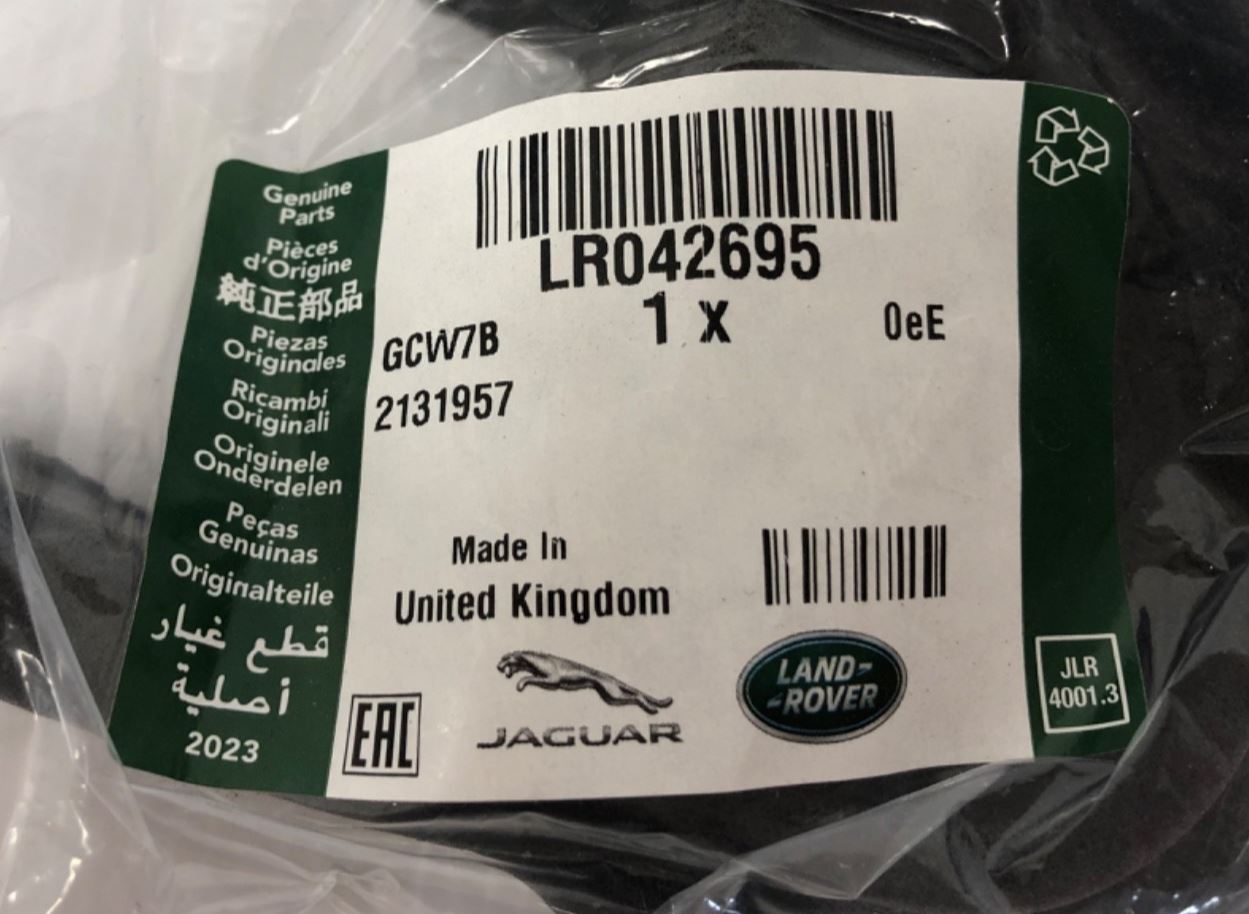 Genuine
Parts
Pièces
d'Origine
純正部品
Piezas
Originales
Ricambi
Originali
Originele
Onderdelen
Peças
Genuinas
Originalteile
قطع غيار
أصلية
2023
LR042695
1 x
0eE
GCW7B
2131957
Made In
United Kingdom
EAC
JAGUAR
LAND-
-ROVER
JLR
4001.3